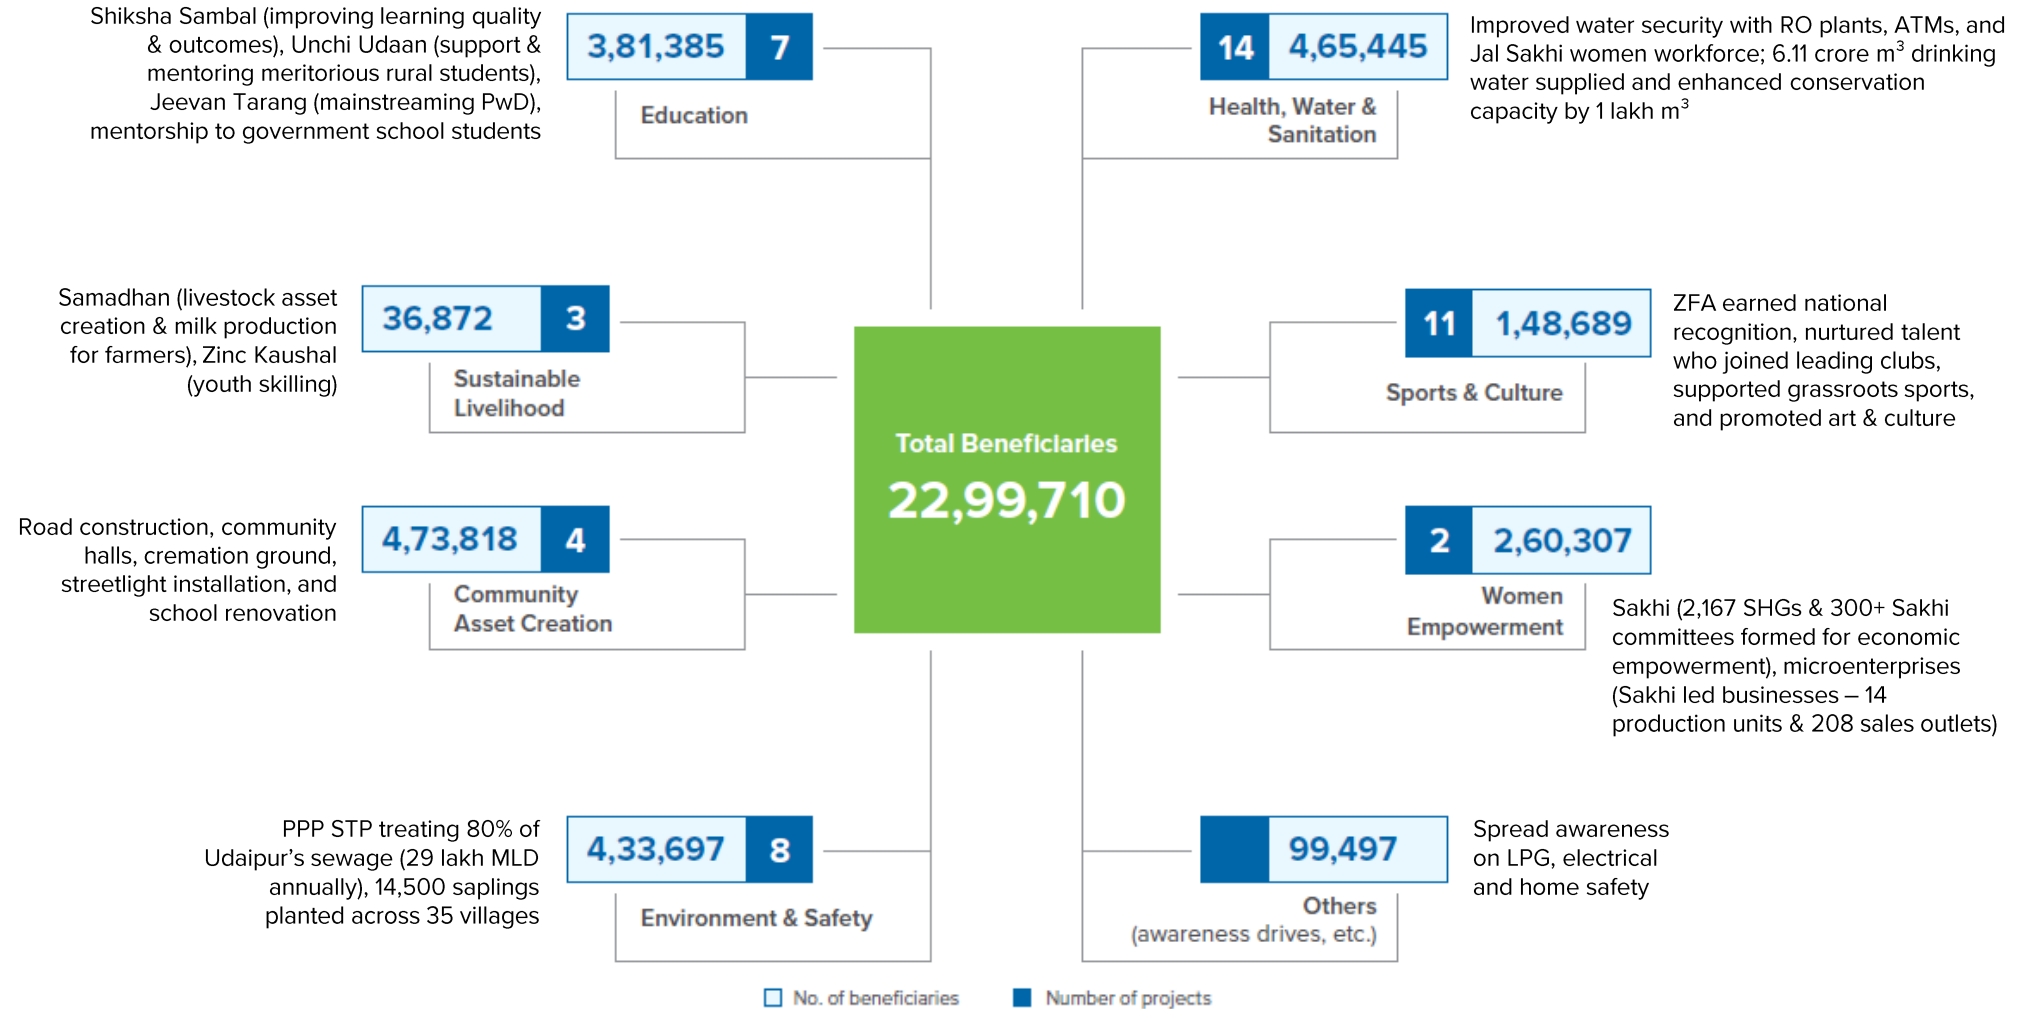 Shiksha Sambal (improving learning quality
& outcomes), Unchi Udaan (support &
mentoring meritorious rural students),
Jeevan Tarang (mainstreaming PwD),
mentorship to government school students
3,81,385 7
Education
14 4,65,445
Health, Water &
Sanitation
Improved water security with RO plants, ATMs, and
Jal Sakhi women workforce; 6.11 crore m³ drinking
water supplied and enhanced conservation
capacity by 1 lakh m³
Samadhan (livestock asset
creation & milk production
for farmers), Zinc Kaushal
(youth skilling)
36,872 3
Sustainable
Livelihood
11 1,48,689
Sports & Culture
ZFA earned national
recognition, nurtured talent
who joined leading clubs,
supported grassroots sports,
and promoted art & culture
Total Beneficiaries
22,99,710
Road construction, community
halls, cremation ground,
streetlight installation, and
school renovation
4,73,818 4
Community
Asset Creation
2 2,60,307
Women
Empowerment
Sakhi (2,167 SHGs & 300+ Sakhi
committees formed for economic
empowerment), microenterprises
(Sakhi led businesses – 14
production units & 208 sales outlets)
PPP STP treating 80% of
Udaipur’s sewage (29 lakh MLD
annually), 14,500 saplings
planted across 35 villages
4,33,697 8
Environment & Safety
99,497
Others
(awareness drives, etc.)
Spread awareness
on LPG, electrical
and home safety
No. of beneficiaries
Number of projects